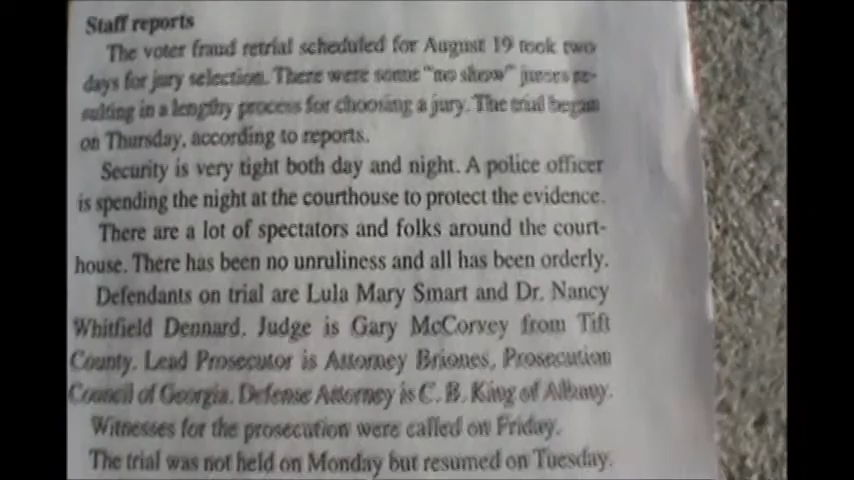 Staff reports
The voter fraud retrial scheduled for August 19 took two
days for jury selection. There were some "no show" jurors re-
sulting in a lengthy process for choosing a jury. The trial began
on Thursday, according to reports.
Security is very tight both day and night. A police officer
is spending the night at the courthouse to protect the evidence.
There are a lot of spectators and folks around the court-
house. There has been no unruliness and all has been orderly.
Defendants on trial are Lula Mary Smart and Dr. Nancy
Whitfield Dennard. Judge is Gary McCorvey from Tift
County. Lead Prosecutor is Attorney Briones, Prosecution
Council of Georgia. Defense Attorney is C. B. King of Albany.
Witnesses for the prosecution were called on Friday.
The trial was not held on Monday but resumed on Tuesday.